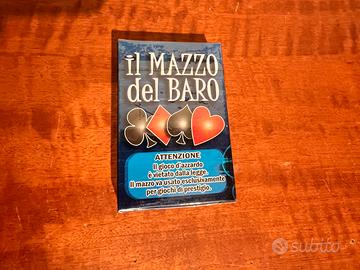 il MAZZO
del BARO
ATTENZIONE
Il gioco d'azzardo
è vietato dalla legge.
Il mazzo va usato esclusivamente
per giochi di prestigio.
subito